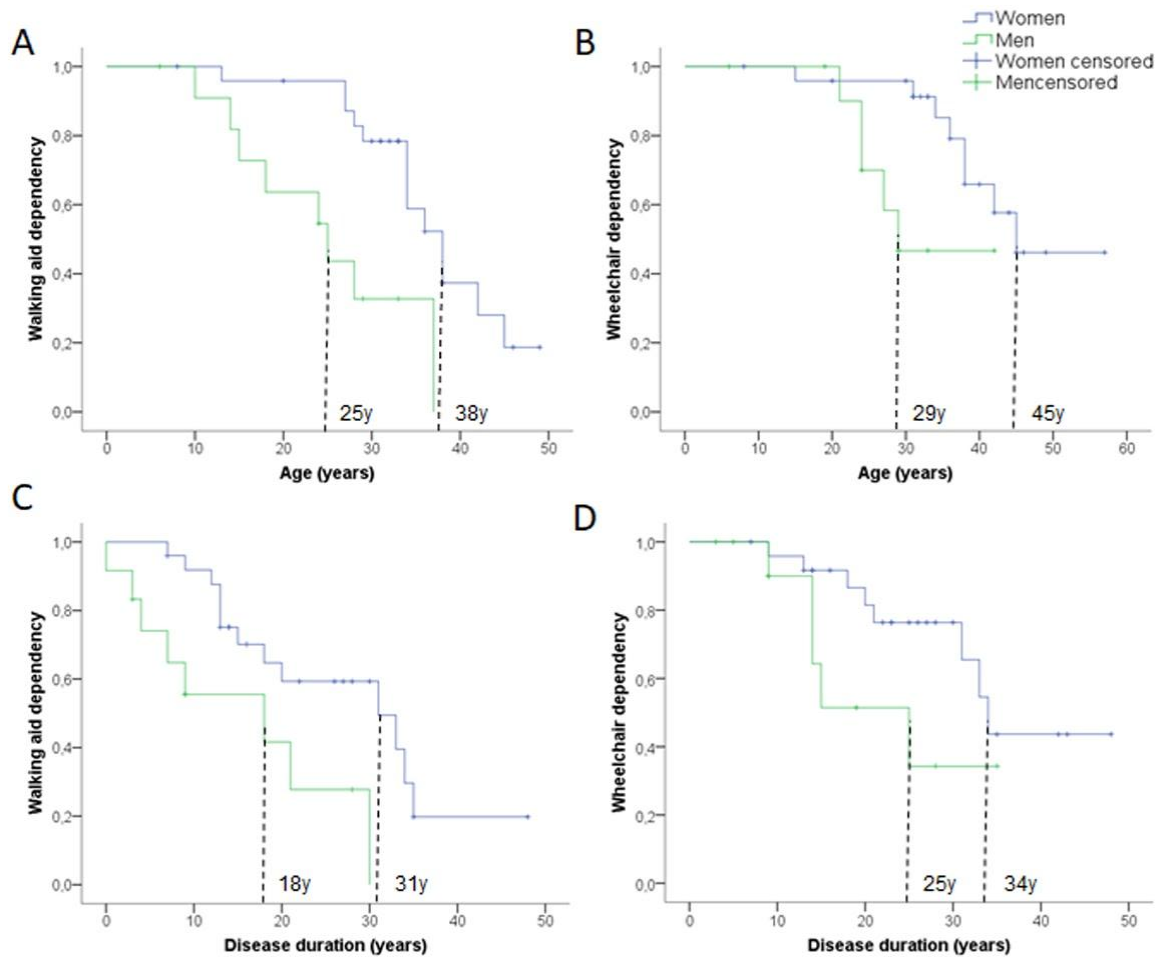 Women
Men
Women censored
Mencensored
A
1,0
0,8
0,6
0,4
0,2
0,0
Walking aid dependency
25y
38y
0
10
20
30
40
50
Age (years)
B
1,0
0,8
0,6
0,4
0,2
0,0
Wheelchair dependency
29y
45y
0
10
20
30
40
50
60
Age (years)
C
1,0
0,8
0,6
0,4
0,2
0,0
Walking aid dependency
18y
31y
0
10
20
30
40
50
Disease duration (years)
D
1,0
0,8
0,6
0,4
0,2
0,0
Wheelchair dependency
25y
34y
0
10
20
30
40
50
Disease duration (years)